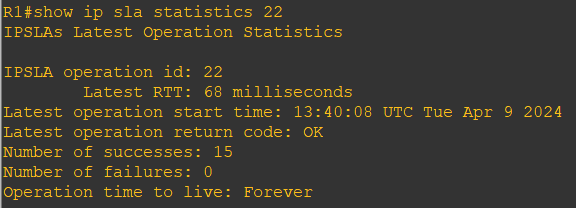 R1#show ip sla statistics 22
IPSLAs Latest Operation Statistics

IPSLA operation id: 22
        Latest RTT: 68 milliseconds
Latest operation start time: 13:40:08 UTC Tue Apr 9 2024
Latest operation return code: OK
Number of successes: 15
Number of failures: 0
Operation time to live: Forever